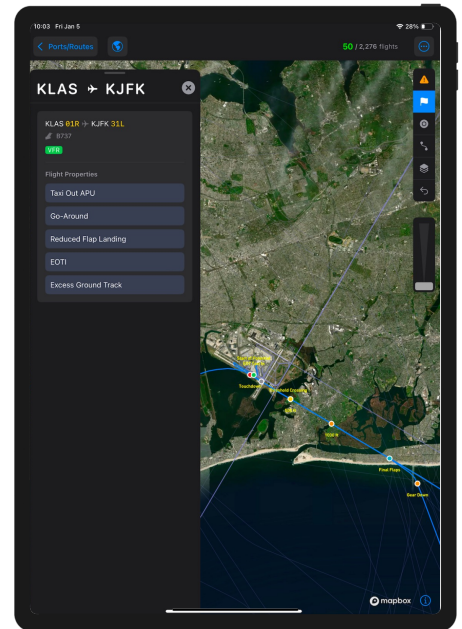 10:03 Fri Jan 5
28%
Ports/Routes
50 / 2,276 flights
KLAS ✈ KJFK
KLAS 01R ✈ KJFK 31L
B737
VFR
Flight Properties
Taxi Out APU
Go-Around
Reduced Flap Landing
EOTI
Excess Ground Track
Touchdown
Threshold Crossing
1000 ft
Final Flaps
Gear Down
mapbox